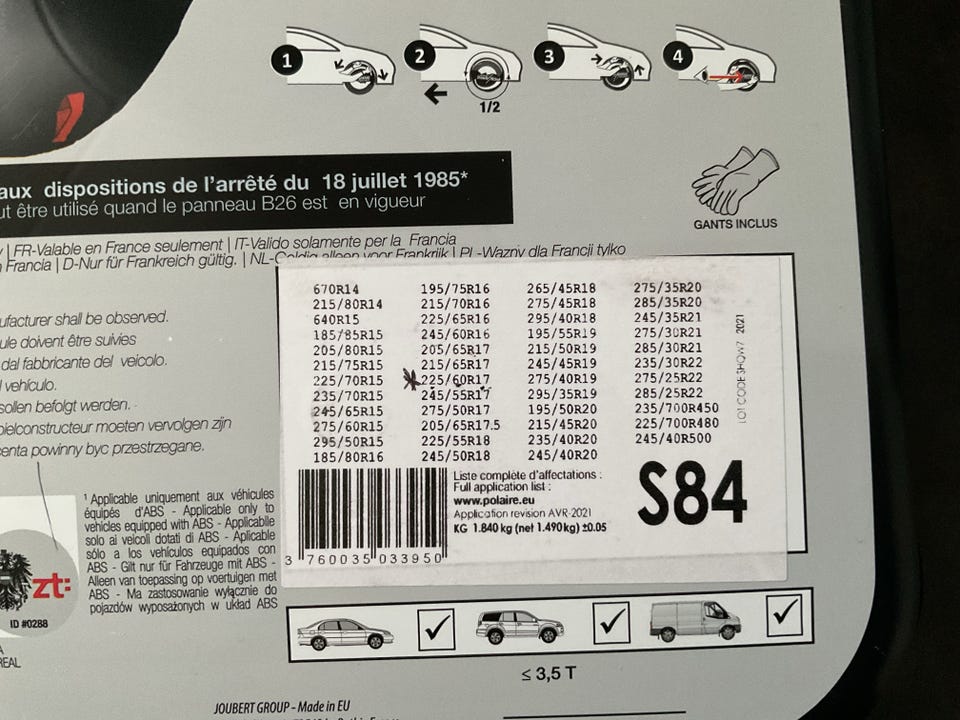 1 2 3 4
1/2
aux dispositions de l'arrêté du 18 juillet 1985*
ut être utilisé quand le panneau B26 est en vigueur
GANTS INCLUS
| FR-Valable en France seulement | IT-Valido solamente per la Francia
Francia | D-Nur für Frankreich gültig. | NL-Geldig alleen voor Frankrijk | PL-Wazny dla Francji tylko
ufacturer shall be observed.
ule doivent être suivies
dal fabbricante del veicolo.
l vehículo.
sollen befolgt werden.
oielconstructeur moeten vervolgen zijn
centa powinny byc przestrzegane.
670R14 195/75R16 265/45R18 275/35R20
215/80R14 215/70R16 275/45R18 285/35R20
640R15 225/65R16 295/40R18 245/35R21
185/85R15 245/60R16 195/55R19 275/30R21
205/80R15 205/65R17 215/50R19 285/30R21
215/75R15 215/65R17 245/45R19 235/30R22
225/70R15 225/60R17 275/40R19 275/25R22
235/70R15 245/55R17 295/35R19 285/25R22
245/65R15 275/50R17 195/50R20 235/700R450
275/60R15 205/65R17.5 215/45R20 225/700R480
295/50R15 225/55R18 235/40R20 245/40R500
185/80R16 245/50R18 245/40R20
2021
S84
Liste complète d'affectations :
Full application list :
www.polaire.eu
Application revision AVR-2021
KG 1.840 kg (net 1.490kg) ±0.05
3 760035 033950
¹ Applicable uniquement aux véhicules
équipés d'ABS - Applicable only to
vehicles equipped with ABS - Applicabile
solo ai veicoli dotati di ABS - Aplicable
sólo a los vehículos equipados con
ABS - Gilt nur für Fahrzeuge mit ABS -
Alleen van toepassing op voertuigen met
ABS - Ma zastosowanie wyłącznie do
pojazdów wyposażonych w układ ABS
zt:
ID #0288
REAL
≤ 3,5 T
JOUBERT GROUP - Made in EU